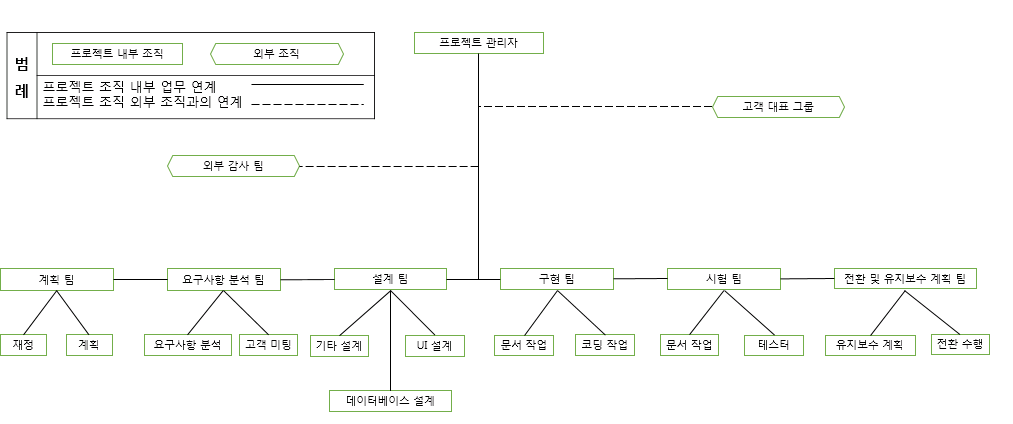 범
례
프로젝트 내부 조직
외부 조직
프로젝트 조직 내부 업무 연계
프로젝트 조직 외부 조직과의 연계
프로젝트 관리자
고객 대표 그룹
외부 감사 팀
계획 팀
요구사항 분석 팀
설계 팀
구현 팀
시험 팀
전환 및 유지보수 계획 팀
재정
계획
요구사항 분석
고객 미팅
기타 설계
UI 설계
문서 작업
코딩 작업
문서 작업
테스터
유지보수 계획
전환 수행
데이터베이스 설계